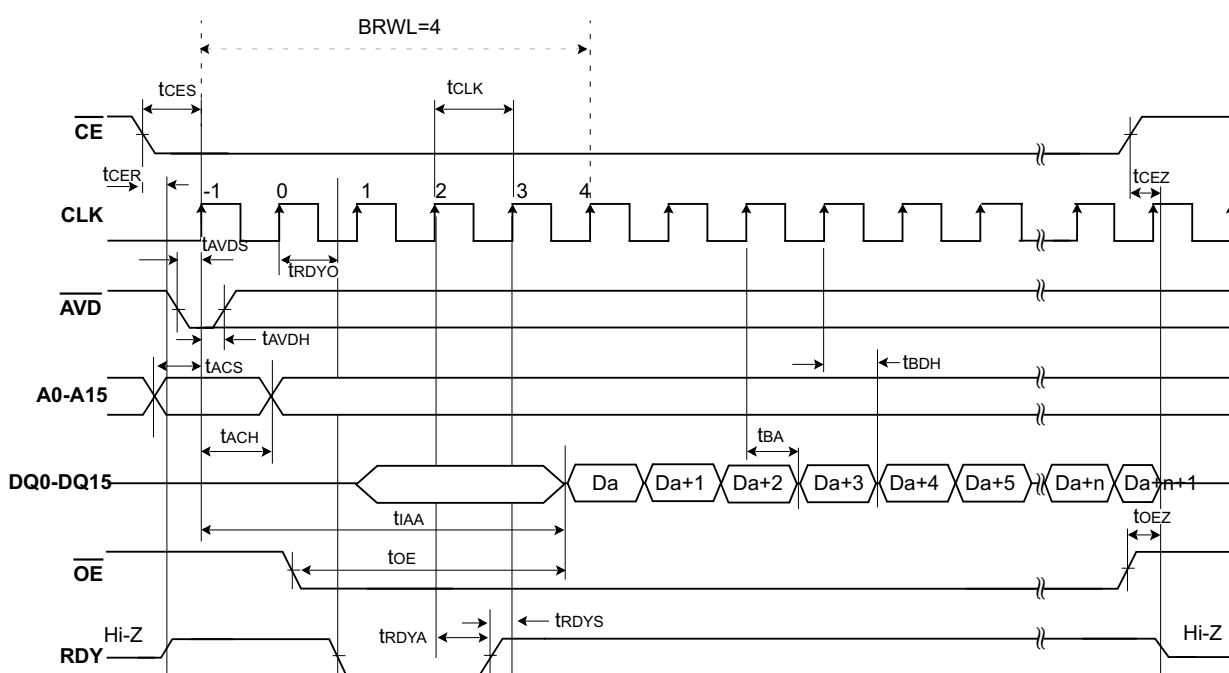 BRWL=4
tCES
tCLK
CE
tCER
-1 0 1 2 3 4
tCEZ
CLK
tAVDS
tRDYO
AVD
tAVDH
tACS
tBDH
A0-A15
tACH
tBA
DQ0-DQ15
Da Da+1 Da+2 Da+3 Da+4 Da+5 Da+n Da+n+1
tIAA
tOEZ
tOE
OE
tRDYS
Hi-Z
tRDYA
Hi-Z
RDY